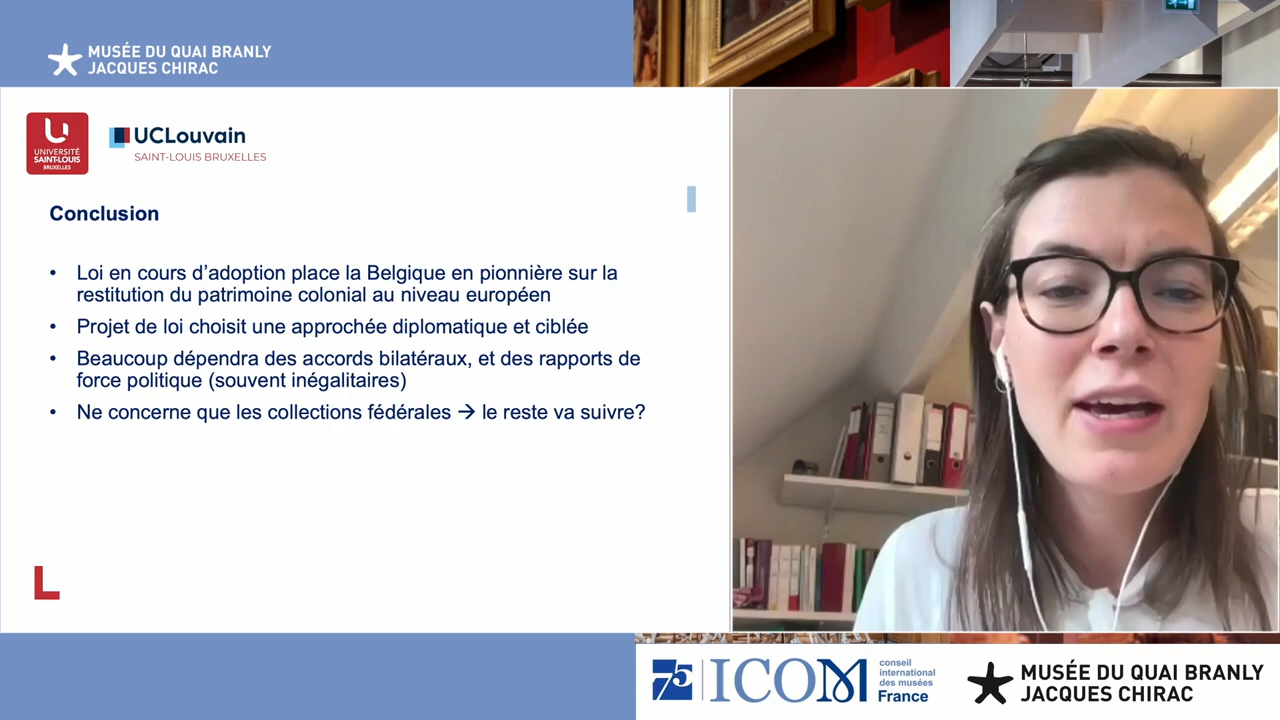 MUSÉE DU QUAI BRANLY
JACQUES CHIRAC
UNIVERSITÉ
SAINT-LOUIS
BRUXELLES
UCLouvain
SAINT-LOUIS BRUXELLES
Conclusion
• Loi en cours d’adoption place la Belgique en pionnière sur la
restitution du patrimoine colonial au niveau européen
• Projet de loi choisit une approchée diplomatique et ciblée
• Beaucoup dépendra des accords bilatéraux, et des rapports de
force politique (souvent inégalitaires)
• Ne concerne que les collections fédérales → le reste va suivre?
75
ICOM
conseil
international
des musées
France
MUSÉE DU QUAI BRANLY
JACQUES CHIRAC